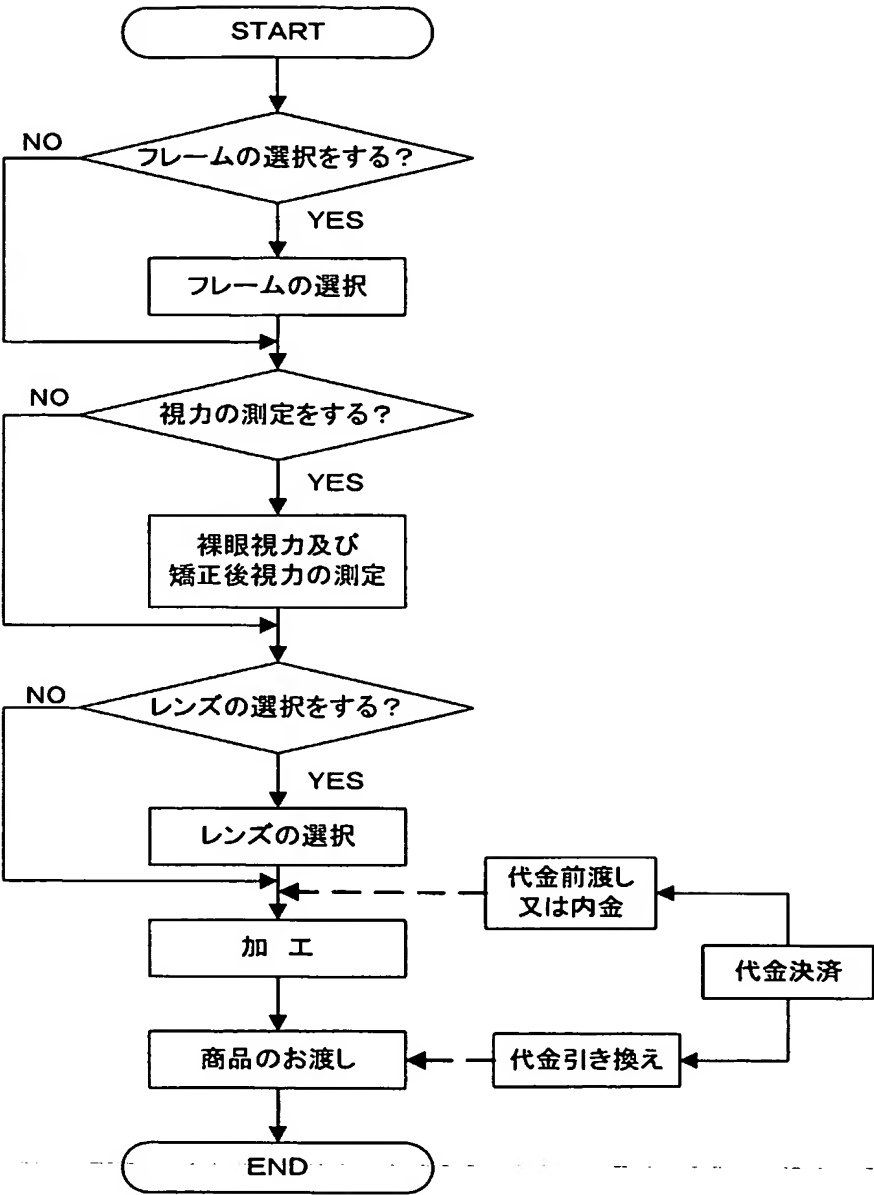 START
NO
フレームの選択をする?
YES
フレームの選択
NO
視力の測定をする?
YES
裸眼視力及び
矯正後視力の測定
NO
レンズの選択をする?
YES
レンズの選択
代金前渡し
又は内金
加 工
代金決済
商品のお渡し
代金引き換え
END